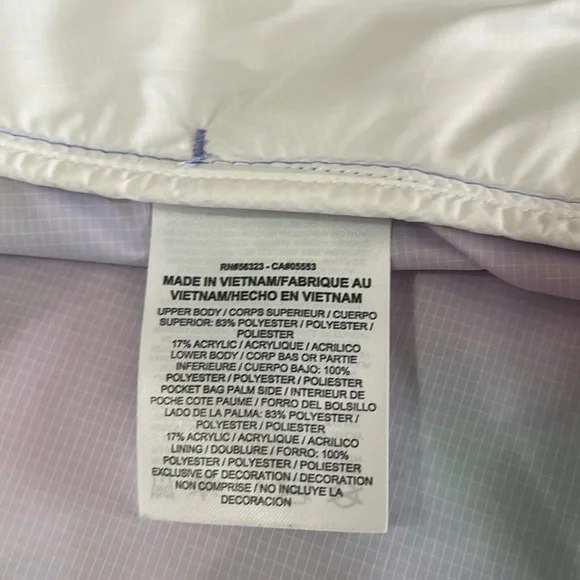 RN#56323 - CA#05553
MADE IN VIETNAM/FABRIQUE AU
VIETNAM/HECHO EN VIETNAM
UPPER BODY / CORPS SUPERIEUR / CUERPO
SUPERIOR: 83% POLYESTER / POLYESTER /
POLIESTER
17% ACRYLIC / ACRYLIQUE / ACRILICO
LOWER BODY / CORP BAS OR PARTIE
INFERIEURE / CUERPO BAJO: 100%
POLYESTER / POLYESTER / POLIESTER
POCKET BAG PALM SIDE / INTERIEUR DE
POCHE COTE PAUME / FORRO DEL BOLSILLO
LADO DE LA PALMA: 83% POLYESTER
/ POLYESTER / POLIESTER
17% ACRYLIC / ACRYLIQUE / ACRILICO
LINING / DOUBLURE / FORRO: 100%
POLYESTER / POLYESTER / POLIESTER
EXCLUSIVE OF DECORATION / DECORATION
NON COMPRISE / NO INCLUYE LA
DECORACION